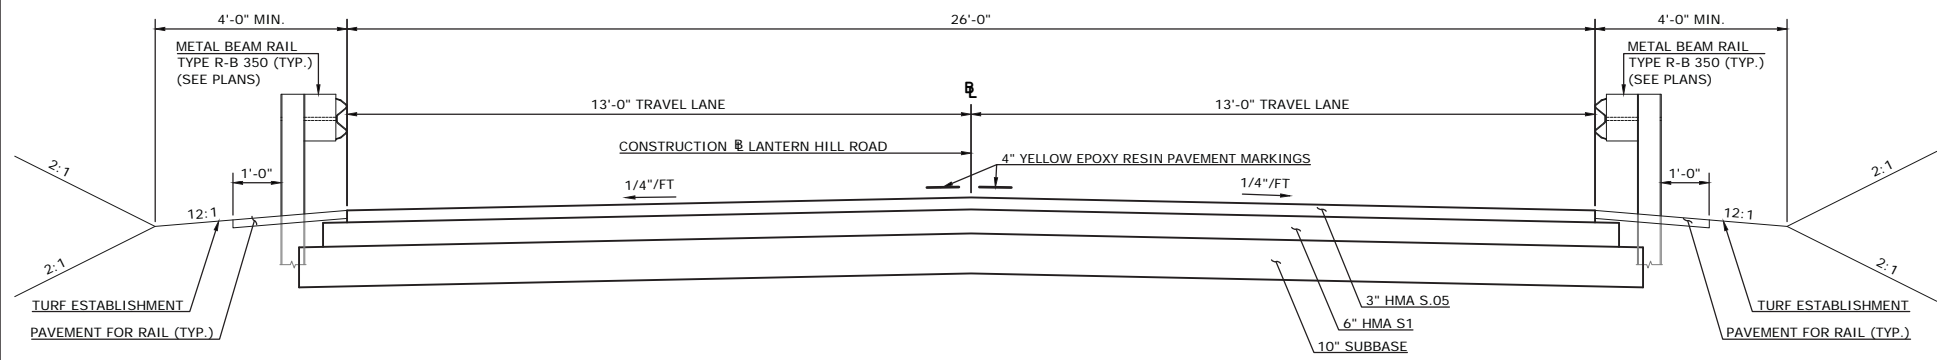 4'-0" MIN.
26'-0"
4'-0" MIN.
METAL BEAM RAIL
TYPE R-B 350 (TYP.)
(SEE PLANS)
METAL BEAM RAIL
TYPE R-B 350 (TYP.)
(SEE PLANS)
BL
13'-0" TRAVEL LANE
13'-0" TRAVEL LANE
CONSTRUCTION BL LANTERN HILL ROAD
4" YELLOW EPOXY RESIN PAVEMENT MARKINGS
2:1
1'-0"
1/4"/FT
1/4"/FT
1'-0"
2:1
12:1
12:1
2:1
2:1
TURF ESTABLISHMENT
PAVEMENT FOR RAIL (TYP.)
3" HMA S.05
6" HMA S1
10" SUBBASE
TURF ESTABLISHMENT
PAVEMENT FOR RAIL (TYP.)